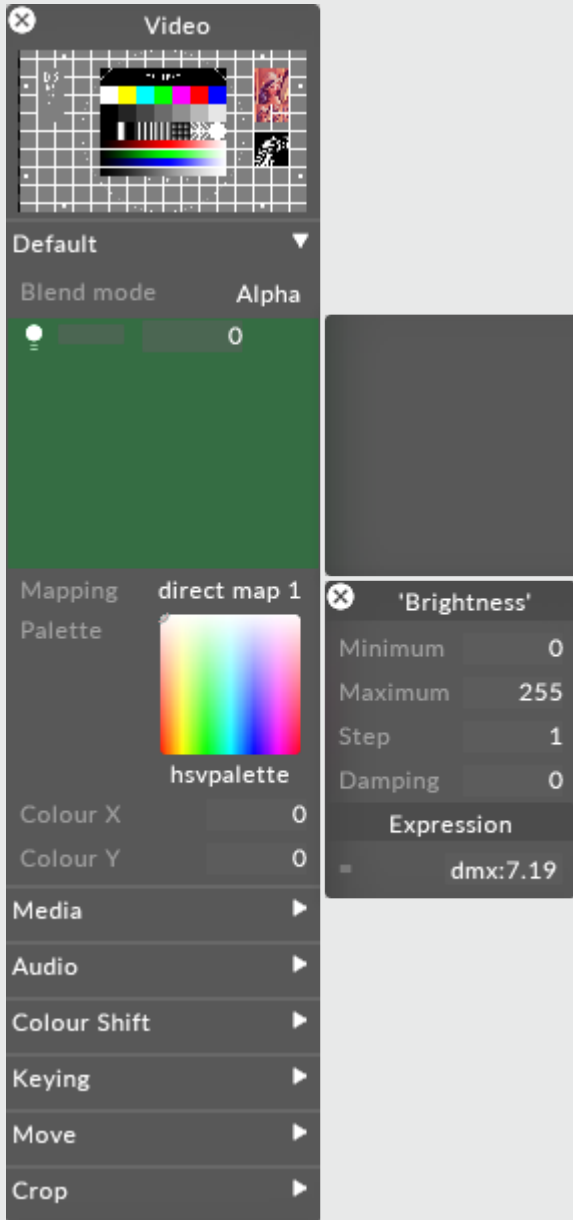 Video
Default
Blend mode Alpha
0
Mapping direct map 1
Palette
hsvpalette
Colour X 0
Colour Y 0
Media
Audio
Colour Shift
Keying
Move
Crop
'Brightness'
Minimum 0
Maximum 255
Step 1
Damping 0
Expression
= dmx:7.19